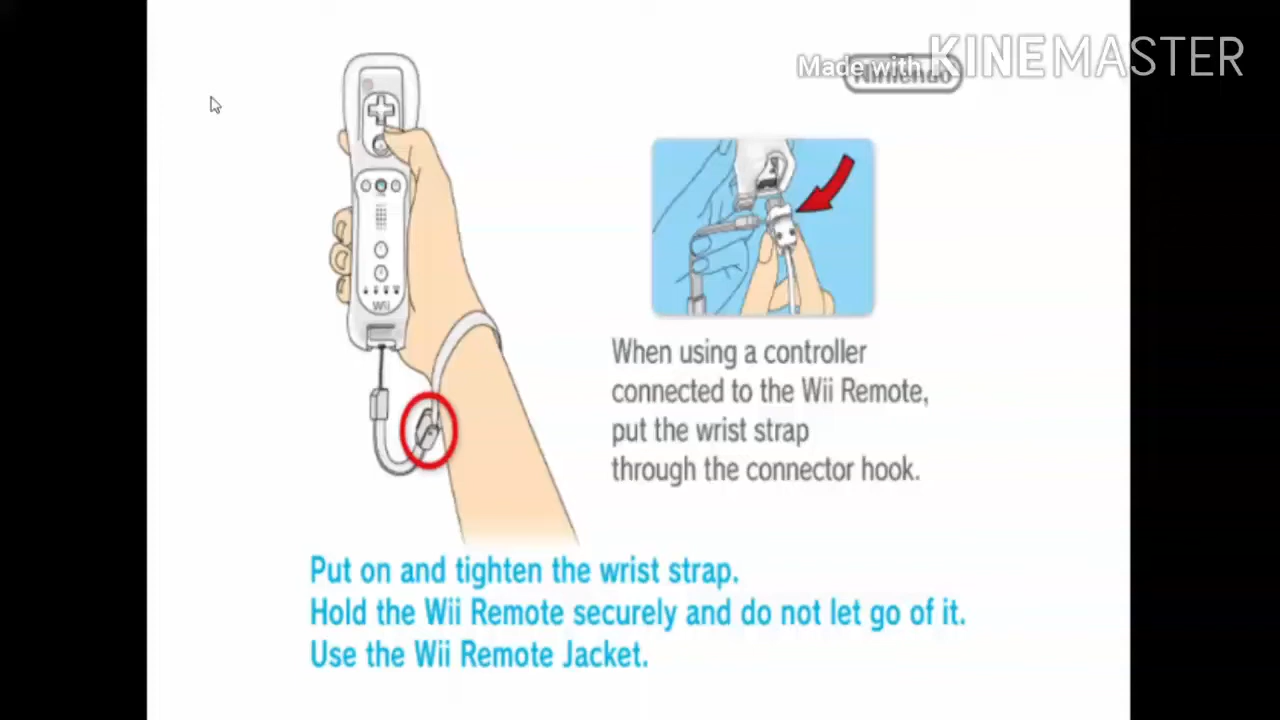 Made with KINEMASTER
Nintendo
Wii
When using a controller
connected to the Wii Remote,
put the wrist strap
through the connector hook.
Put on and tighten the wrist strap.
Hold the Wii Remote securely and do not let go of it.
Use the Wii Remote Jacket.